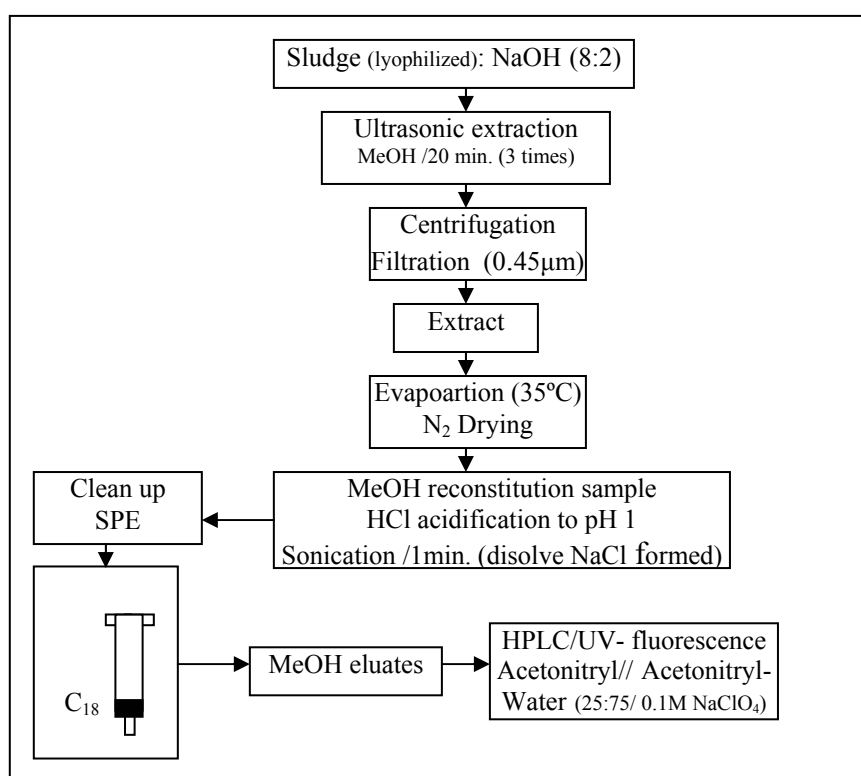 Sludge (lyophilized): NaOH (8:2)
Ultrasonic extraction
MeOH /20 min. (3 times)
Centrifugation
Filtration (0.45μm)
Extract
Evapoartion (35ºC)
N₂ Drying
MeOH reconstitution sample
HCl acidification to pH 1
Sonication /1min. (disolve NaCl formed)
Clean up
SPE
C₁₈
MeOH eluates
HPLC/UV- fluorescence
Acetonitryl// Acetonitryl-
Water (25:75/ 0.1M NaClO₄)